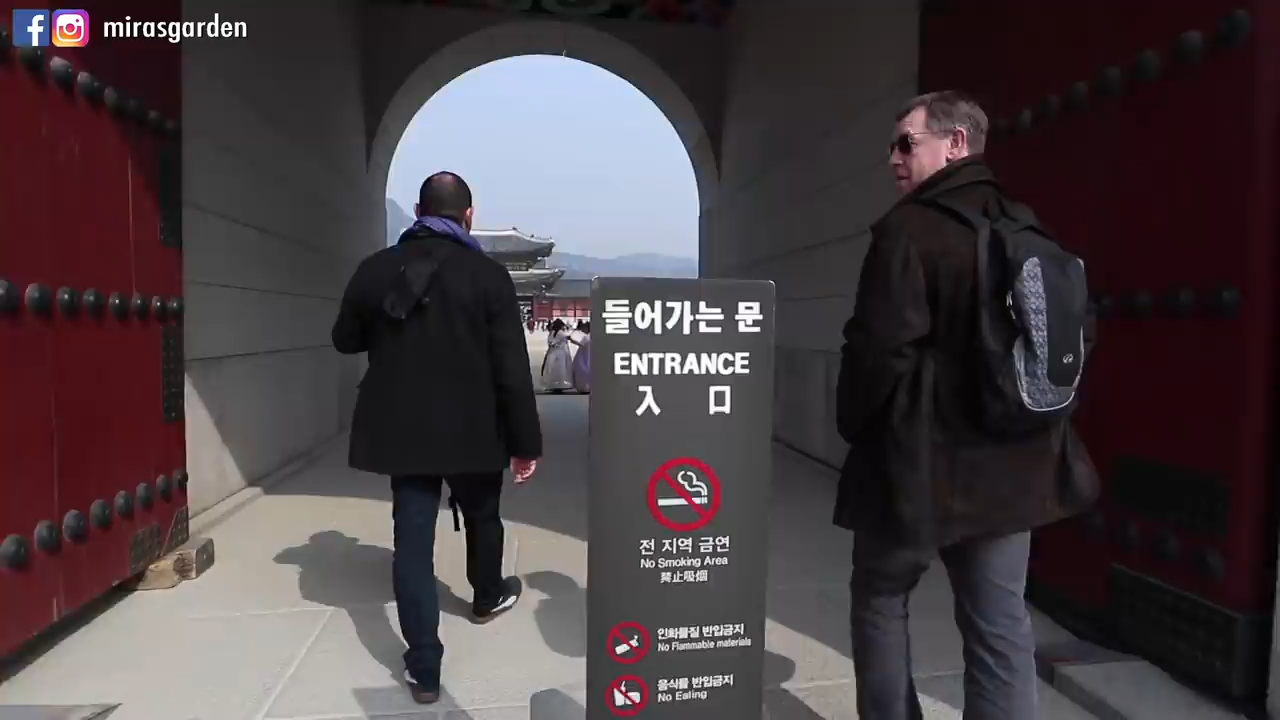 mirasgarden
들어가는 문
ENTRANCE
入 口
전 지역 금연
No Smoking Area
禁止吸烟
인화물질 반입금지
No Flammable materials
음식물 반입금지
No Eating